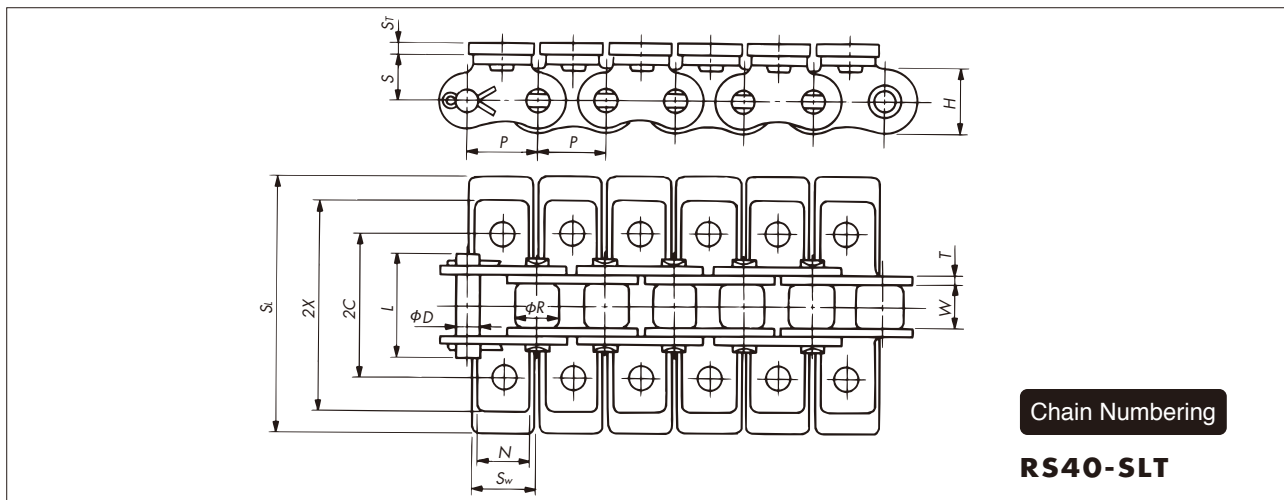 ST
S
H
P
P
SL
2X
2C
L
φD
φR
T
W
N
Sw
Chain Numbering
RS40-SLT